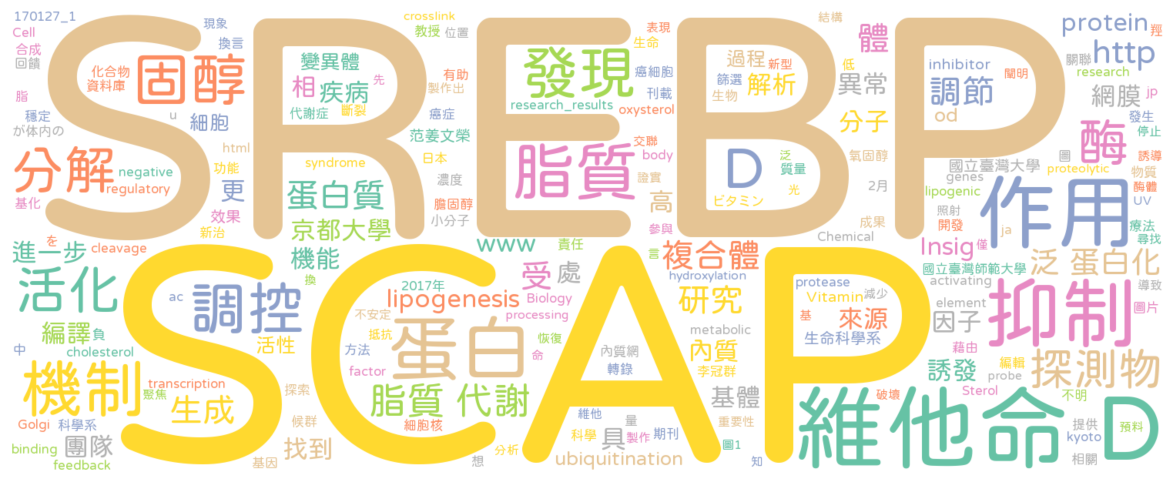 170127_1
現象
crosslink
教授
位置
結構
表現
protein
羥
Cell
換言
生命
合成
回饋
SREBP
體
http
化合物
資料庫
固醇
變異體
發現
癌細胞
過程
新型
低
關聯
闡明
相
疾病
先
有助
製作出
篩選
解析
異常
inhibitor
research
脂
代謝症
斷裂
癌症
research_results
刊載
生物
調節
網膜
jp
穩定
が体内の
u
細胞
范姜文榮
oxysterol
分子
od
發生
停止
分解
negative
html
syndrome
日本
脂質
交聯
body
D
泛
質量
氧固醇
國立臺灣大學
圖
酶
誘導
regulatory
更
功能
蛋白質
濃度
證實
光
genes
proteolytic
物質
基化
效果
膽固醇
高
ビタミン
2月
lipogenic
酶體
新治
京都大學
小分子
參與
成果
照射
作用
UV
を
開發
療法
進一步
cleavage
機能
www
責任
言
複合體
Chemical
ja
尋找
Insig
僅
SCAP
受
處
hydroxylation
國立臺灣師範大學
泛
蛋白化
活化
ac
調控
換
2017年
lipogenesis
Biology
研究
protease
Vitamin
減少
activating
導致
編譯
負
不安定
processing
基
來源
element
因子
抑制
圖片
中
cholesterol
活性
抵抗
蛋白
恢復
metabolic
生命科學系
方法
命
內質網
轉錄
內質
藉由
編輯
機制
transcription
探索
factor
李冠群
誘發
probe
探測物
聚焦
生成
候群
脂質
代謝
基體
破壞
Sterol
不明
Golgi
科學系
細胞核
維他
量
重要性
維他命
D
提供
預料
binding
團隊
找到
分析
科學
具
製作
期刊
圖1
kyoto
feedback
基因
想
ubiquitination
知
相關